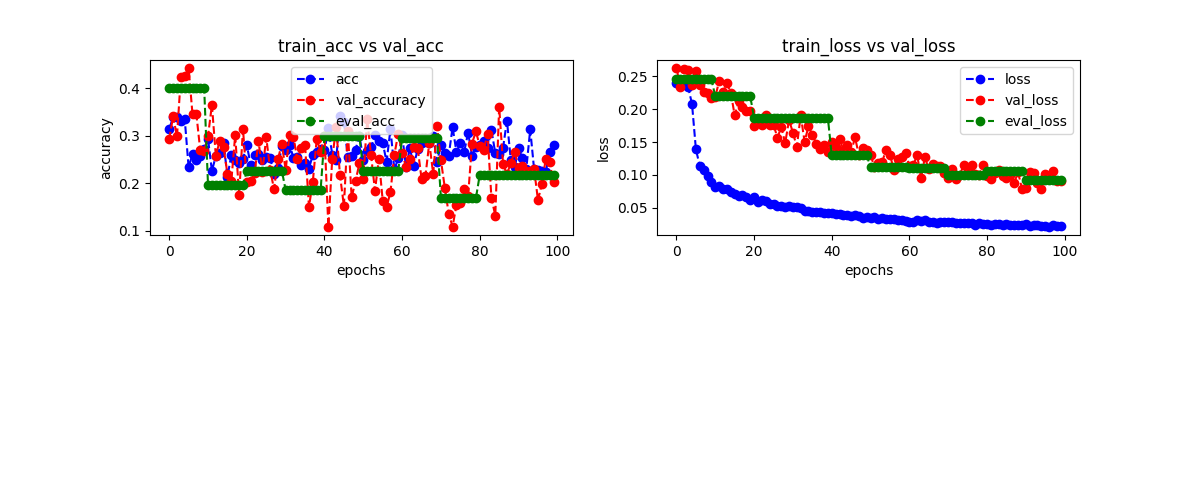 train_acc vs val_acc
accuracy
0.4
0.3
0.2
0.1
acc
val_accuracy
eval_acc
0
20
40
60
80
100
epochs
train_loss vs val_loss
loss
0.25
0.20
0.15
0.10
0.05
loss
val_loss
eval_loss
0
20
40
60
80
100
epochs